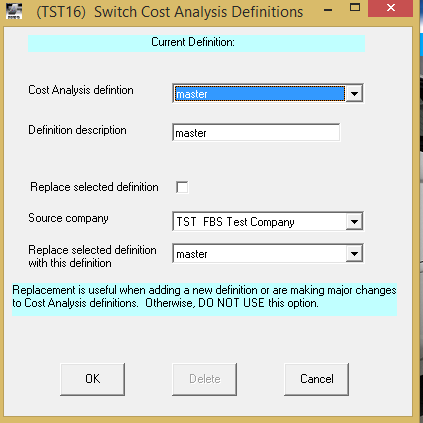 (TST16) Switch Cost Analysis Definitions
Current Definition:
Cost Analysis defintion
master
Definition description
master
Replace selected definition
Source company
TST FBS Test Company
Replace selected definition
with this definition
master
Replacement is useful when adding a new definition or are making major changes
to Cost Analysis definitions. Otherwise, DO NOT USE this option.
OK
Delete
Cancel